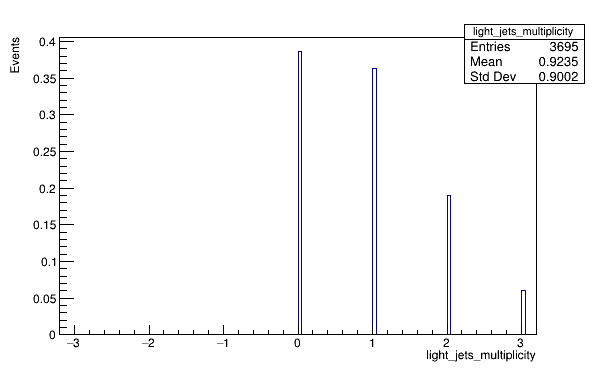 light_jets_multiplicity
Entries 3695
Mean 0.9235
Std Dev 0.9002
Events
0.4
0.35
0.3
0.25
0.2
0.15
0.1
0.05
0
−3 −2 −1 0 1 2 3
light_jets_multiplicity